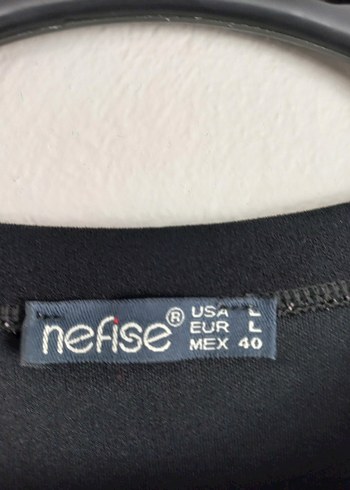 nefise®
USA L
EUR L
MEX 40